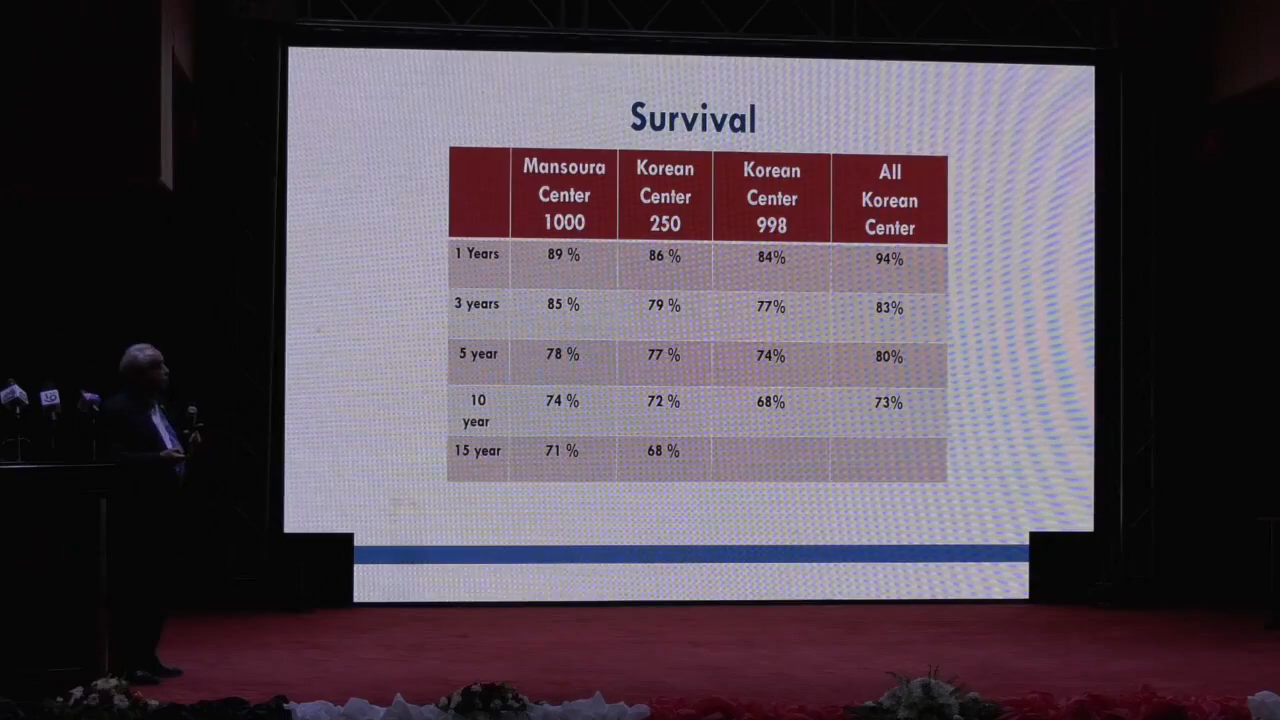 Survival
Mansoura Center 1000 Korean Center 250 Korean Center 998 All Korean Center
1 Years 89 % 86 % 84% 94%
3 years 85 % 79 % 77% 83%
5 year 78 % 77 % 74% 80%
10 year 74 % 72 % 68% 73%
15 year 71 % 68 %